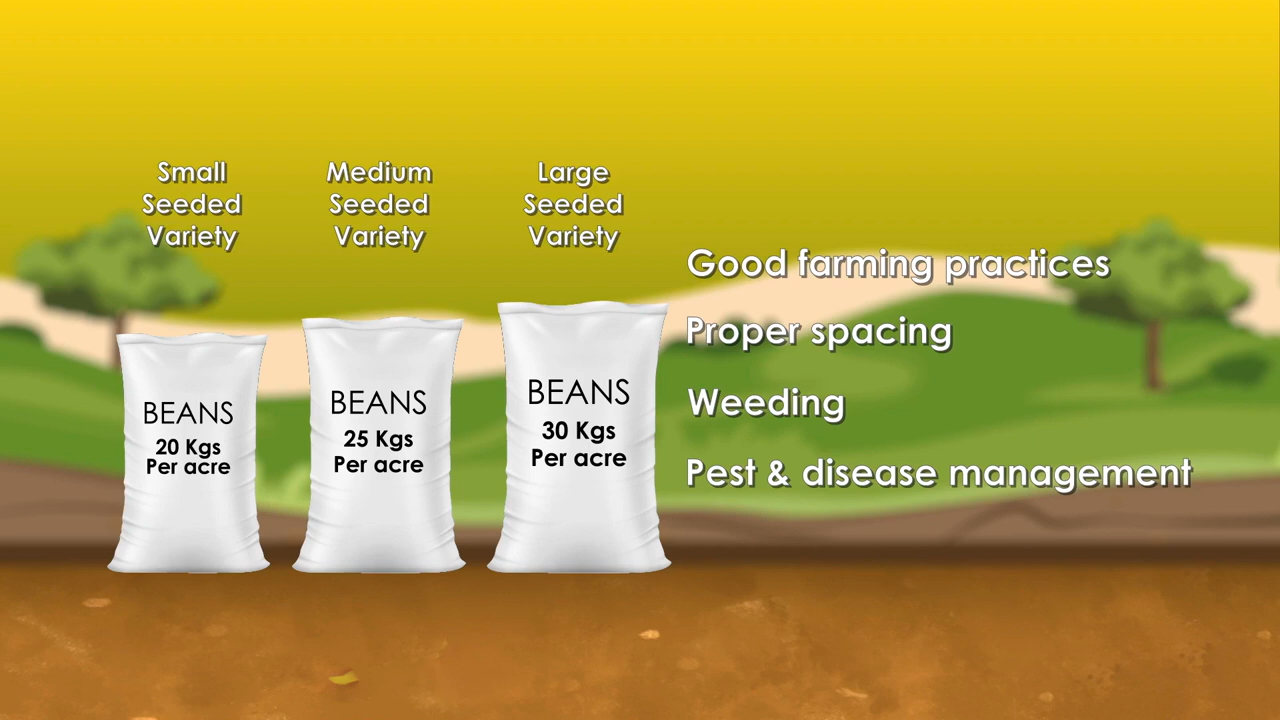 Small
Seeded
Variety
Medium
Seeded
Variety
Large
Seeded
Variety
BEANS
20 Kgs
Per acre
BEANS
25 Kgs
Per acre
BEANS
30 Kgs
Per acre
Good farming practices
Proper spacing
Weeding
Pest & disease management